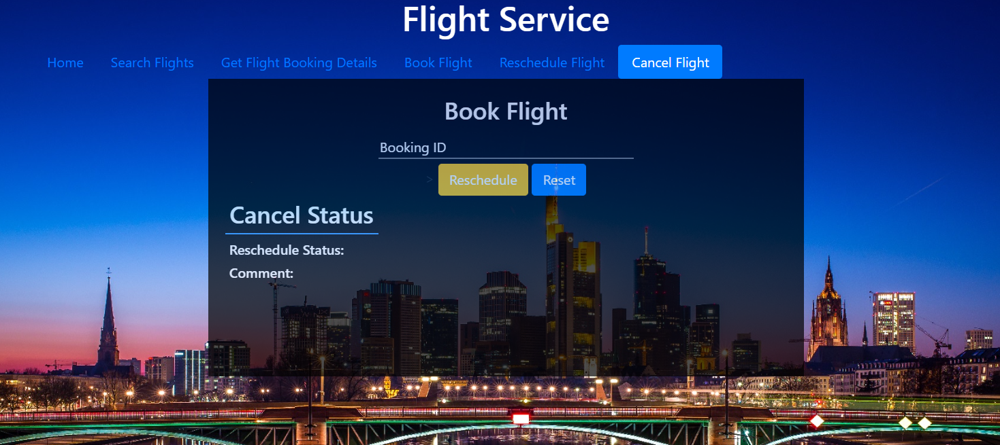 Flight Service
Home Search Flights Get Flight Booking Details Book Flight Reschedule Flight Cancel Flight
Book Flight
Booking ID
> Reschedule Reset
Cancel Status
Reschedule Status:
Comment: